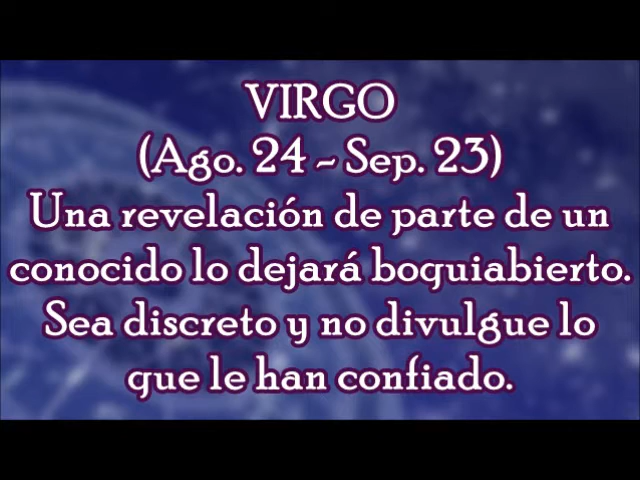 VIRGO
(Ago. 24 - Sep. 23)
Una revelación de parte de un
conocido lo dejará boquiabierto.
Sea discreto y no divulgue lo
que le han confiado.